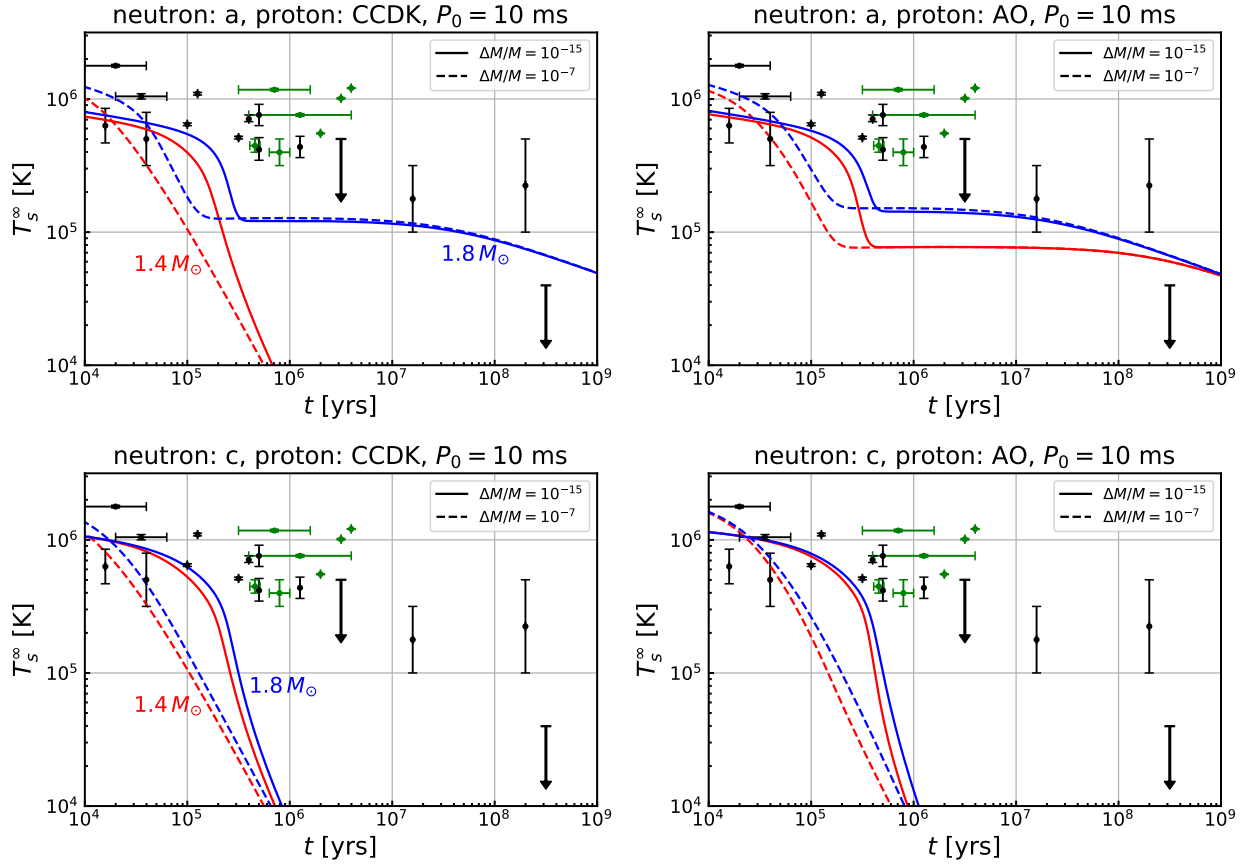 neutron: a, proton: CCDK, P₀ = 10 ms
ΔM/M = 10⁻¹⁵
ΔM/M = 10⁻⁷
10⁶
10⁵
10⁴
T_s^∞ [K]
1.4 M☉
1.8 M☉
10⁴ 10⁵ 10⁶ 10⁷ 10⁸ 10⁹
t [yrs]
neutron: a, proton: AO, P₀ = 10 ms
ΔM/M = 10⁻¹⁵
ΔM/M = 10⁻⁷
10⁶
10⁵
10⁴
T_s^∞ [K]
10⁴ 10⁵ 10⁶ 10⁷ 10⁸ 10⁹
t [yrs]
neutron: c, proton: CCDK, P₀ = 10 ms
ΔM/M = 10⁻¹⁵
ΔM/M = 10⁻⁷
10⁶
10⁵
10⁴
T_s^∞ [K]
1.8 M☉
1.4 M☉
10⁴ 10⁵ 10�6 10⁷ 10⁸ 10⁹
t [yrs]
neutron: c, proton: AO, P₀ = 10 ms
ΔM/M = 10⁻¹⁵
ΔM/M = 10⁻⁷
10⁶
10⁵
10⁴
T_s^∞ [K]
10⁴ 10⁵ 10⁶ 10⁷ 10⁸ 10⁹
t [yrs]